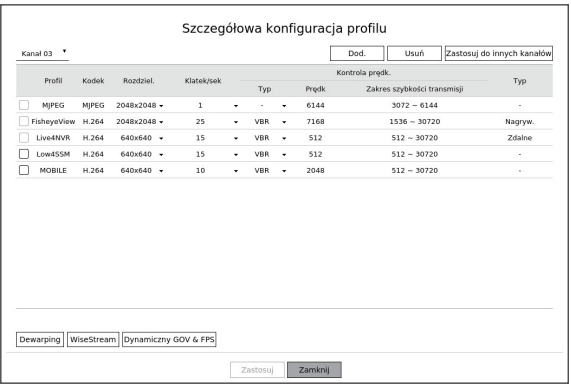 Szczegółowa konfiguracja profilu
Kanał 03
Dod. Usuń Zastosuj do innych kanałów
Profil Kodek Rozdziel. Klatek/sek Kontrola prędk. Typ
Typ Prędk Zakres szybkości transmisji
MJPEG MJPEG 2048x2048 1 - 6144 3072 ~ 6144 -
FisheyeView H.264 2048x2048 25 VBR 7168 1536 ~ 30720 Nagryw.
Live4NVR H.264 640x640 15 VBR 512 512 ~ 30720 Zdalne
Low4SSM H.264 640x640 15 VBR 512 512 ~ 30720 -
MOBILE H.264 640x640 10 VBR 2048 512 ~ 30720 -
Dewarping WiseStream Dynamiczny GOV & FPS
Zastosuj Zamknij